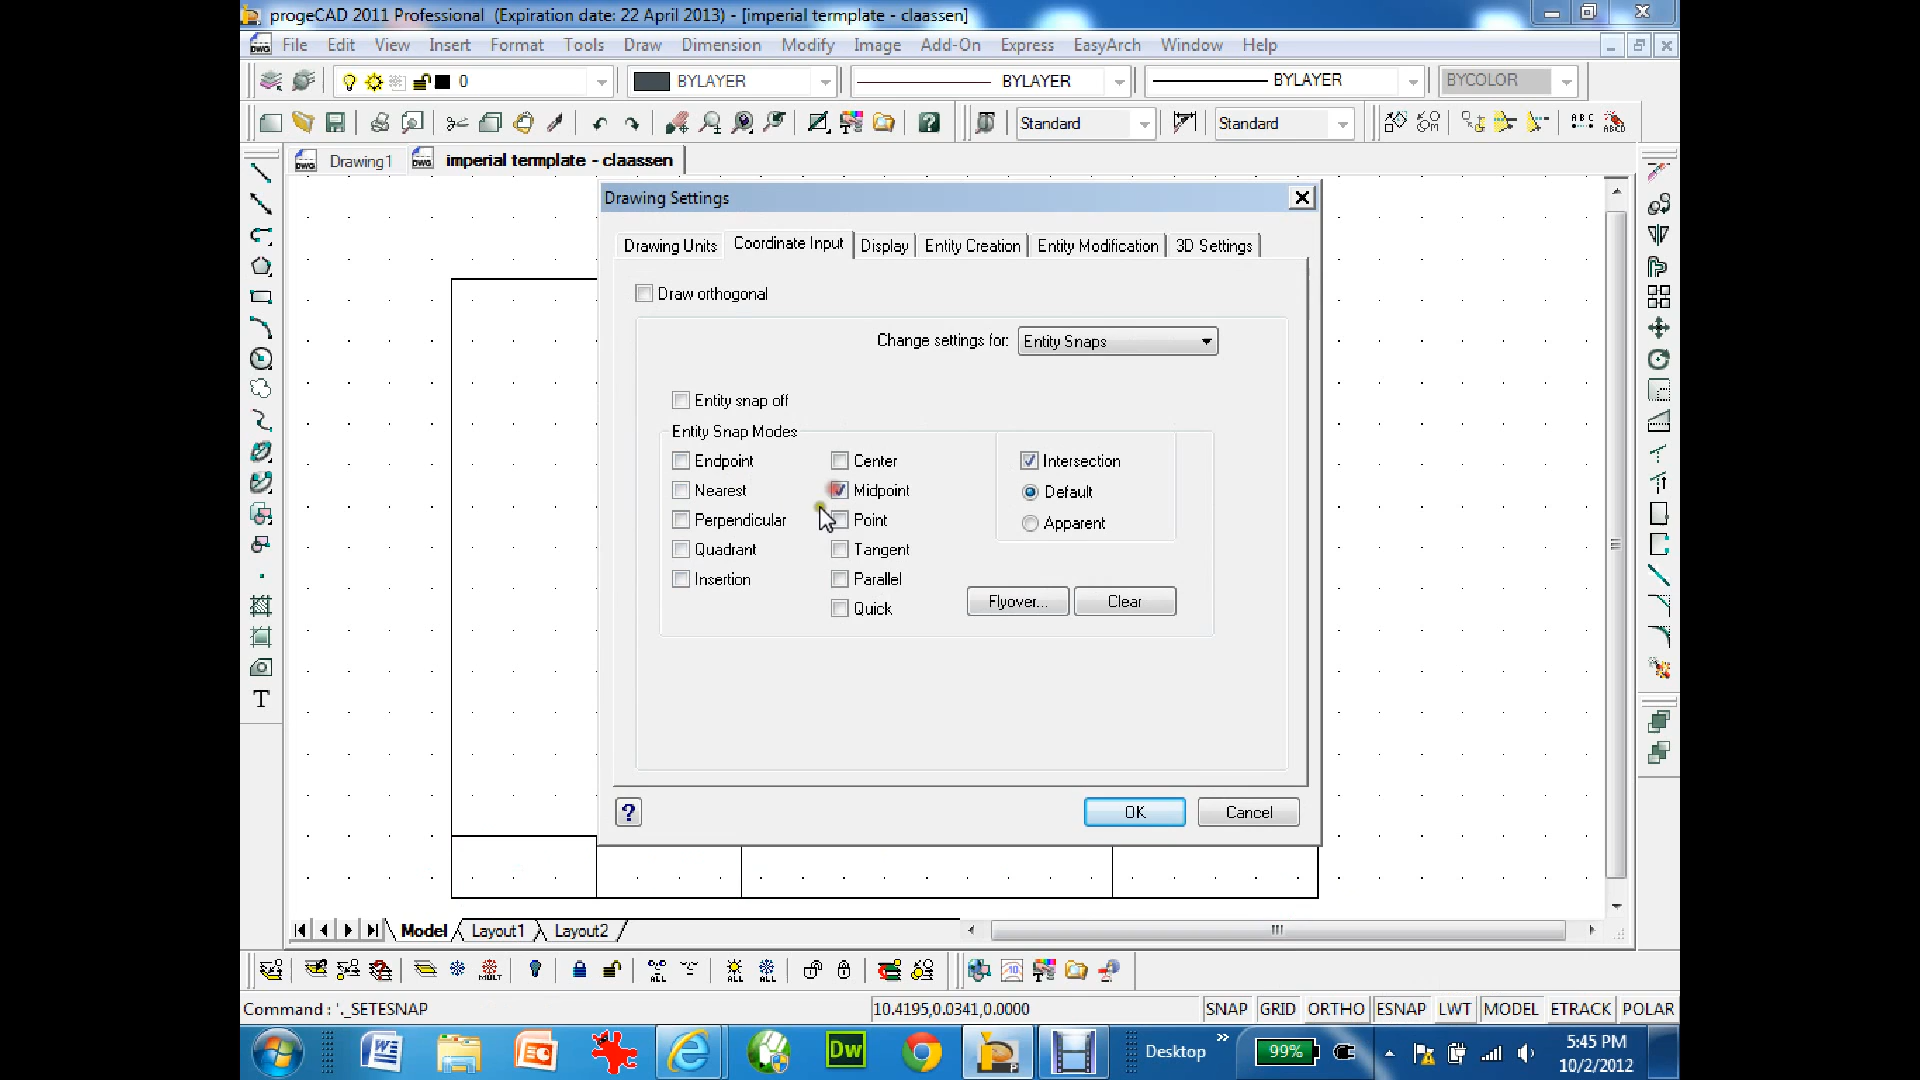 progeCAD 2011 Professional (Expiration date: 22 April 2013) - [imperial termplate - claassen]
File Edit View Insert Format Tools Draw Dimension Modify Image Add-On Express EasyArch Window Help
0 BYLAYER BYLAYER BYLAYER BYCOLOR
Standard Standard
Drawing1 imperial termplate - claassen
Drawing Settings
Drawing Units Coordinate Input Display Entity Creation Entity Modification 3D Settings
Draw orthogonal
Change settings for: Entity Snaps
Entity snap off
Entity Snap Modes
Endpoint Center Intersection
Nearest Midpoint Default
Perpendicular Point Apparent
Quadrant Tangent
Insertion Parallel
Quick Flyover... Clear
? OK Cancel
T
Model Layout1 Layout2
Command : '._SETESNAP 10.4195,0.0341,0.0000 SNAP GRID ORTHO ESNAP LWT MODEL ETRACK POLAR
Dw Desktop 99% 5:45 PM
10/2/2012